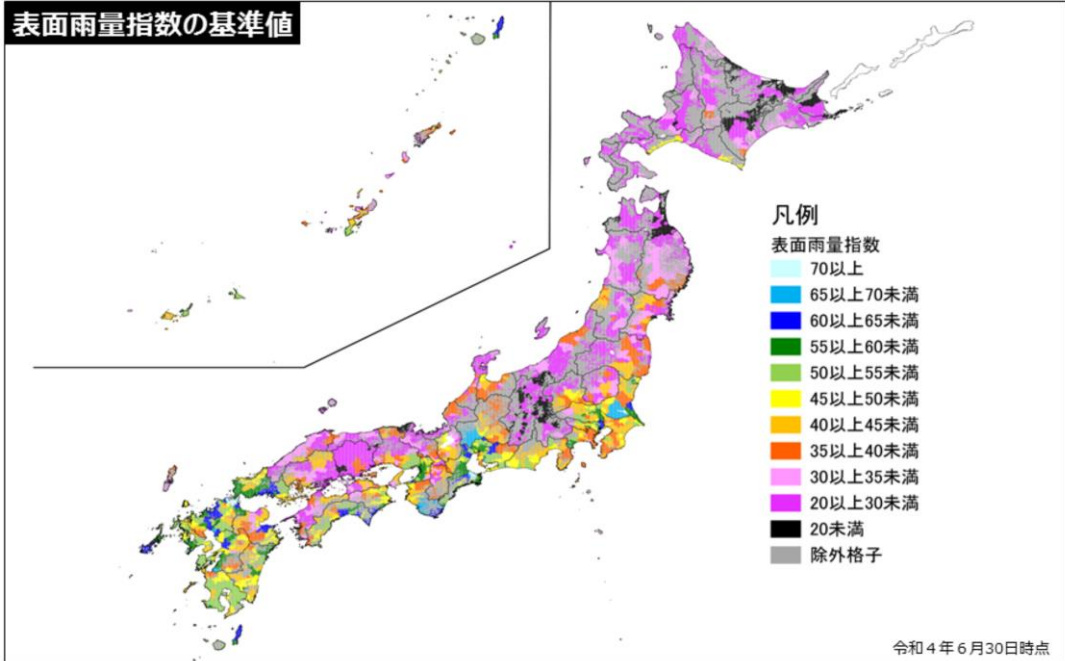 表面雨量指数の基準値
凡例
表面雨量指数
70以上
65以上70未満
60以上65未満
55以上60未満
50以上55未満
45以上50未満
40以上45未満
35以上40未満
30以上35未満
20以上30未満
20未満
除外格子
令和４年６月30日時点